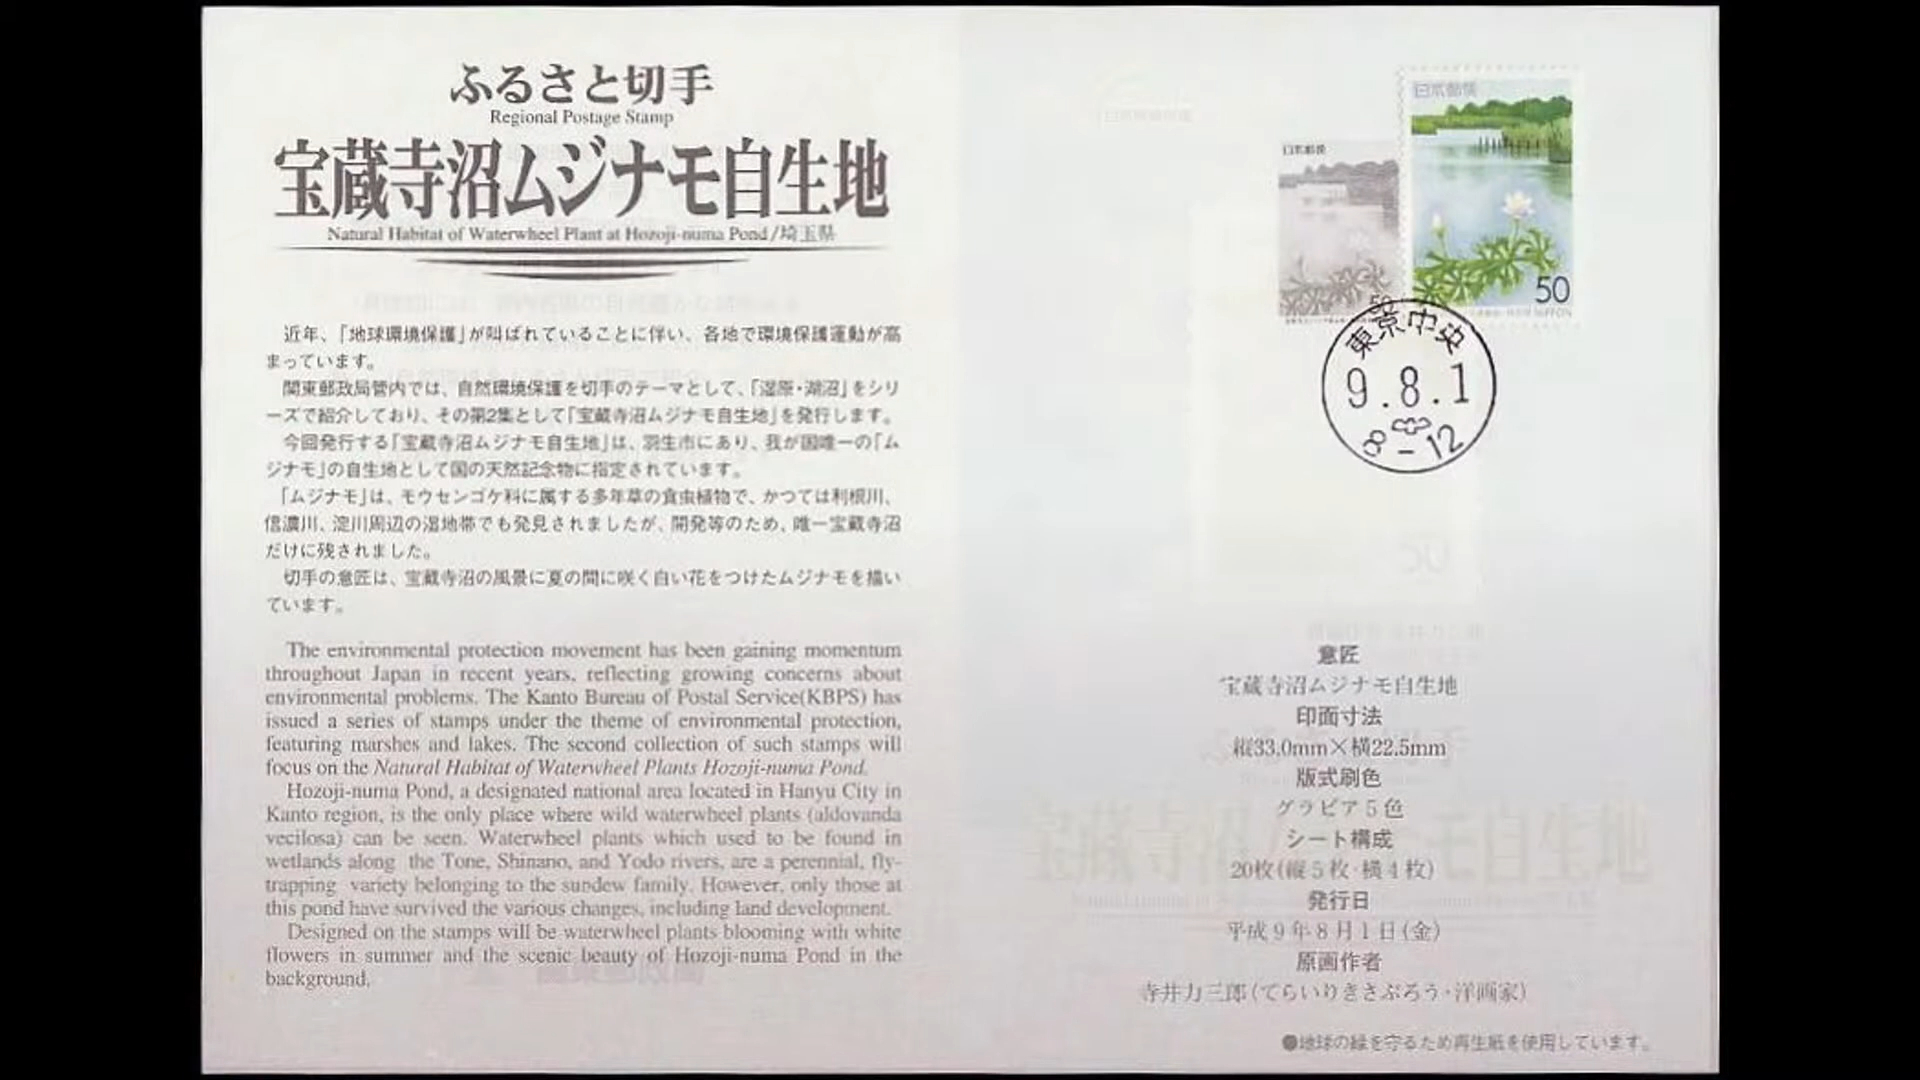 ふるさと切手
Regional Postage Stamp
宝蔵寺沼ムジナモ自生地
Natural Habitat of Waterwheel Plant at Hozoji-numa Pond/埼玉県
近年、「地球環境保護」が叫ばれていることに伴い、各地で環境保護運動が高
まっています。
関東郵政局管内では、自然環境保護を切手のテーマとして、「湿原・湖沼」をシリ
ーズで紹介しており、その第2集として「宝蔵寺沼ムジナモ自生地」を発行します。
今回発行する「宝蔵寺沼ムジナモ自生地」は、羽生市にあり、我が国唯一の「ム
ジナモ」の自生地として国の天然記念物に指定されています。
「ムジナモ」は、モウセンゴケ科に属する多年草の食虫植物で、かつては利根川、
信濃川、淀川周辺の湿地帯でも発見されましたが、開発等のため、唯一宝蔵寺沼
だけに残されました。
切手の意匠は、宝蔵寺沼の風景に夏の間に咲く白い花をつけたムジナモを描い
ています。
The environmental protection movement has been gaining momentum
throughout Japan in recent years, reflecting growing concerns about
environmental problems. The Kanto Bureau of Postal Service(KBPS) has
issued a series of stamps under the theme of environmental protection,
featuring marshes and lakes. The second collection of such stamps will
focus on the Natural Habitat of Waterwheel Plants Hozoji-numa Pond.
Hozoji-numa Pond, a designated national area located in Hanyu City in
Kanto region, is the only place where wild waterwheel plants (aldovanda
vecilosa) can be seen. Waterwheel plants which used to be found in
wetlands along the Tone, Shinano, and Yodo rivers, are a perennial, fly-
trapping variety belonging to the sundew family. However, only those at
this pond have survived the various changes, including land development.
Designed on the stamps will be waterwheel plants blooming with white
flowers in summer and the scenic beauty of Hozoji-numa Pond in the
background.
日本郵便
日本郵便
50
50
NIPPON
東京中央
9.8.1
8-12
意匠
宝蔵寺沼ムジナモ自生地
印面寸法
縦33.0mm×横22.5mm
版式刷色
グラビア5色
シート構成
20枚(縦5枚・横4枚)
発行日
平成9年8月1日(金)
原画作者
寺井力三郎(てらいりきさぶろう・洋画家)
●地球の緑を守るため再生紙を使用しています。